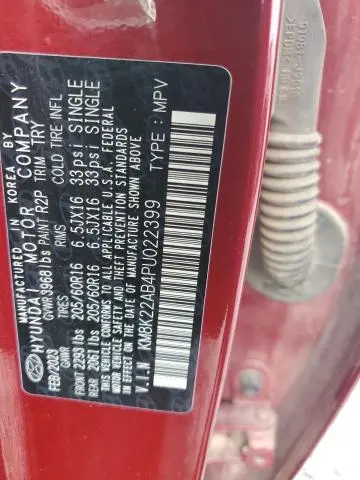 MANUFACTURED IN KOREA BY
HYUNDAI MOTOR COMPANY
GVWR 3968 lbs PAINT R2P TRIM TRY
FEB/2023 GAWR TIRES RIMS COLD TIRE INFL
FRONT 2293 lbs 205/60R16 6.5JX16 33psi SINGLE
REAR 2061 lbs 205/60R16 6.5JX16 33psi SINGLE
THIS VEHICLE CONFORMS TO ALL APPLICABLE U.S.A. FEDERAL
MOTOR VEHICLE SAFETY AND THEFT PREVENTION STANDARDS
IN EFFECT ON THE DATE OF MANUFACTURE SHOWN ABOVE.
V.I.N KM8K22AB4PU022399 TYPE: MPV
>EPDM<